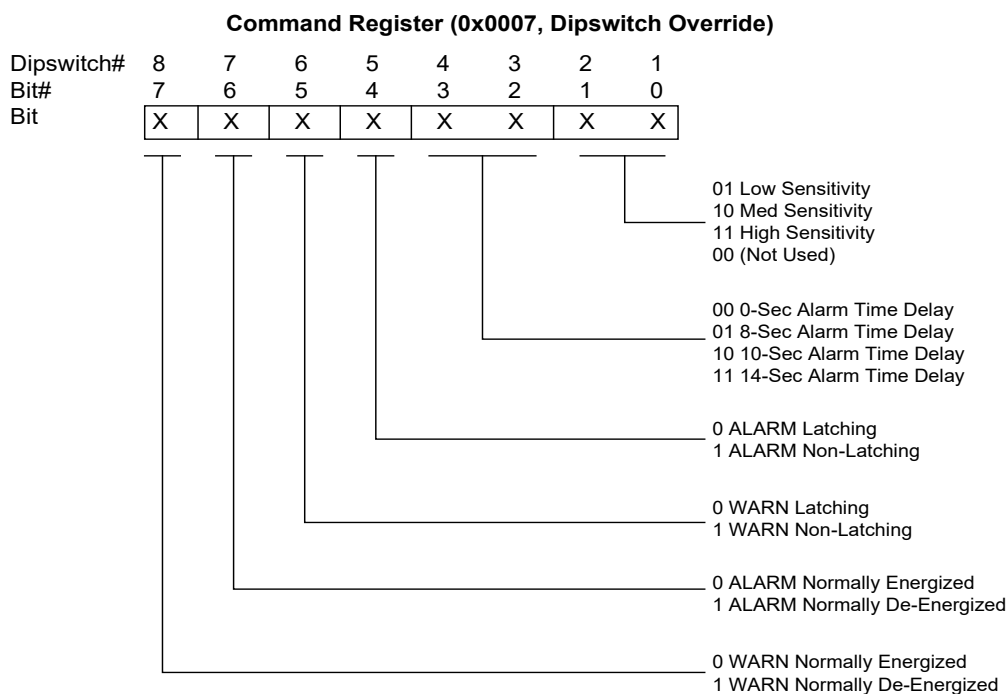 Command Register (0x0007, Dipswitch Override)
Dipswitch# 8 7 6 5 4 3 2 1
Bit# 7 6 5 4 3 2 1 0
Bit X X X X X X X X
01 Low Sensitivity
10 Med Sensitivity
11 High Sensitivity
00 (Not Used)
00 0-Sec Alarm Time Delay
01 8-Sec Alarm Time Delay
10 10-Sec Alarm Time Delay
11 14-Sec Alarm Time Delay
0 ALARM Latching
1 ALARM Non-Latching
0 WARN Latching
1 WARN Non-Latching
0 ALARM Normally Energized
1 ALARM Normally De-Energized
0 WARN Normally Energized
1 WARN Normally De-Energized